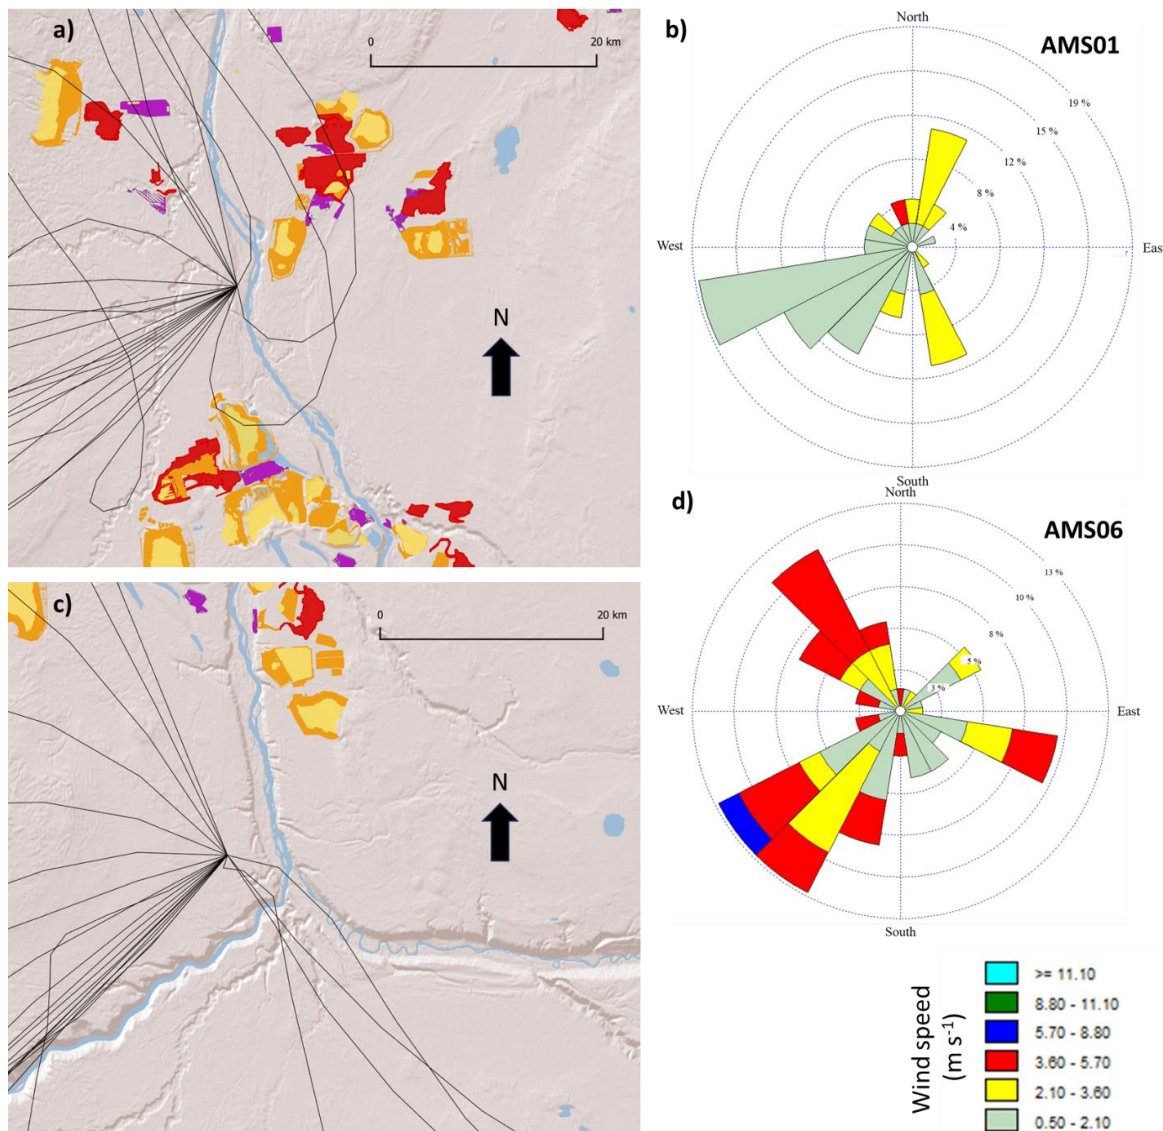 a)
0
20 km
N
b)
AMS01
North
19 %
15 %
12 %
8 %
4 %
West
Eas
South
c)
0
20 km
N
d)
AMS06
North
13 %
10 %
8 %
5 %
3 %
West
East
South
Wind speed
(m s-1)
>= 11.10
8.80 - 11.10
5.70 - 8.80
3.60 - 5.70
2.10 - 3.60
0.50 - 2.10